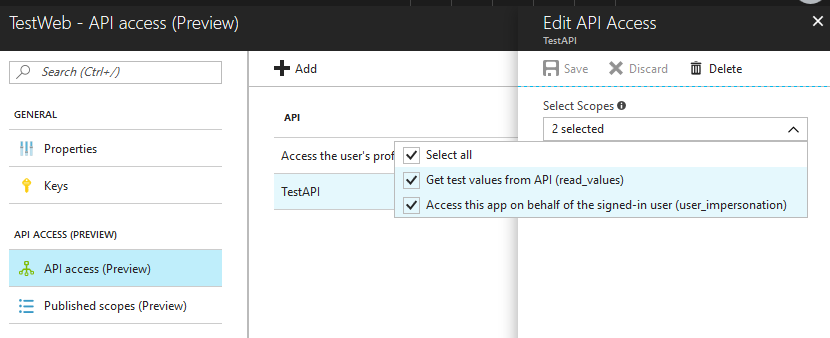 TestWeb - API access (Preview)
Search (Ctrl+/)
GENERAL
Properties
Keys
API ACCESS (PREVIEW)
API access (Preview)
Published scopes (Preview)
Add
API
Access the user's prof
TestAPI
Edit API Access
TestAPI
Save Discard Delete
Select Scopes
2 selected
Select all
Get test values from API (read_values)
Access this app on behalf of the signed-in user (user_impersonation)